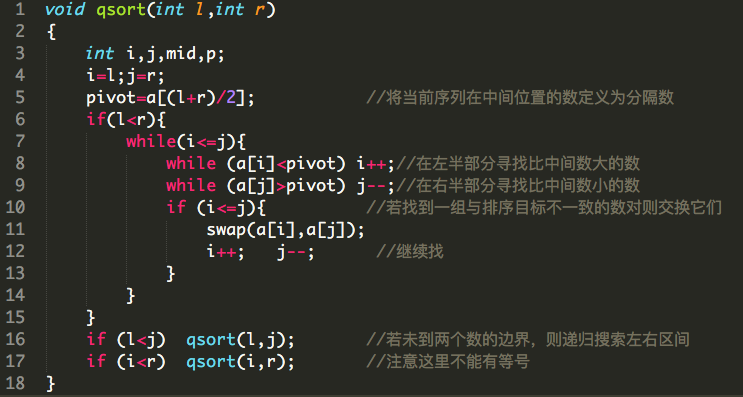 1 void qsort(int l,int r)
2 {
3 int i,j,mid,p;
4 i=l;j=r;
5 pivot=a[(l+r)/2]; //将当前序列在中间位置的数定义为分隔数
6 if(l<r){
7 while(i<=j){
8 while (a[i]<pivot) i++;//在左半部分寻找比中间数大的数
9 while (a[j]>pivot) j--;//在右半部分寻找比中间数小的数
10 if (i<=j){ //若找到一组与排序目标不一致的数对则交换它们
11 swap(a[i],a[j]);
12 i++; j--; //继续找
13 }
14 }
15 }
16 if (l<j) qsort(l,j); //若未到两个数的边界，则递归搜索左右区间
17 if (i<r) qsort(i,r); //注意这里不能有等号
18 }